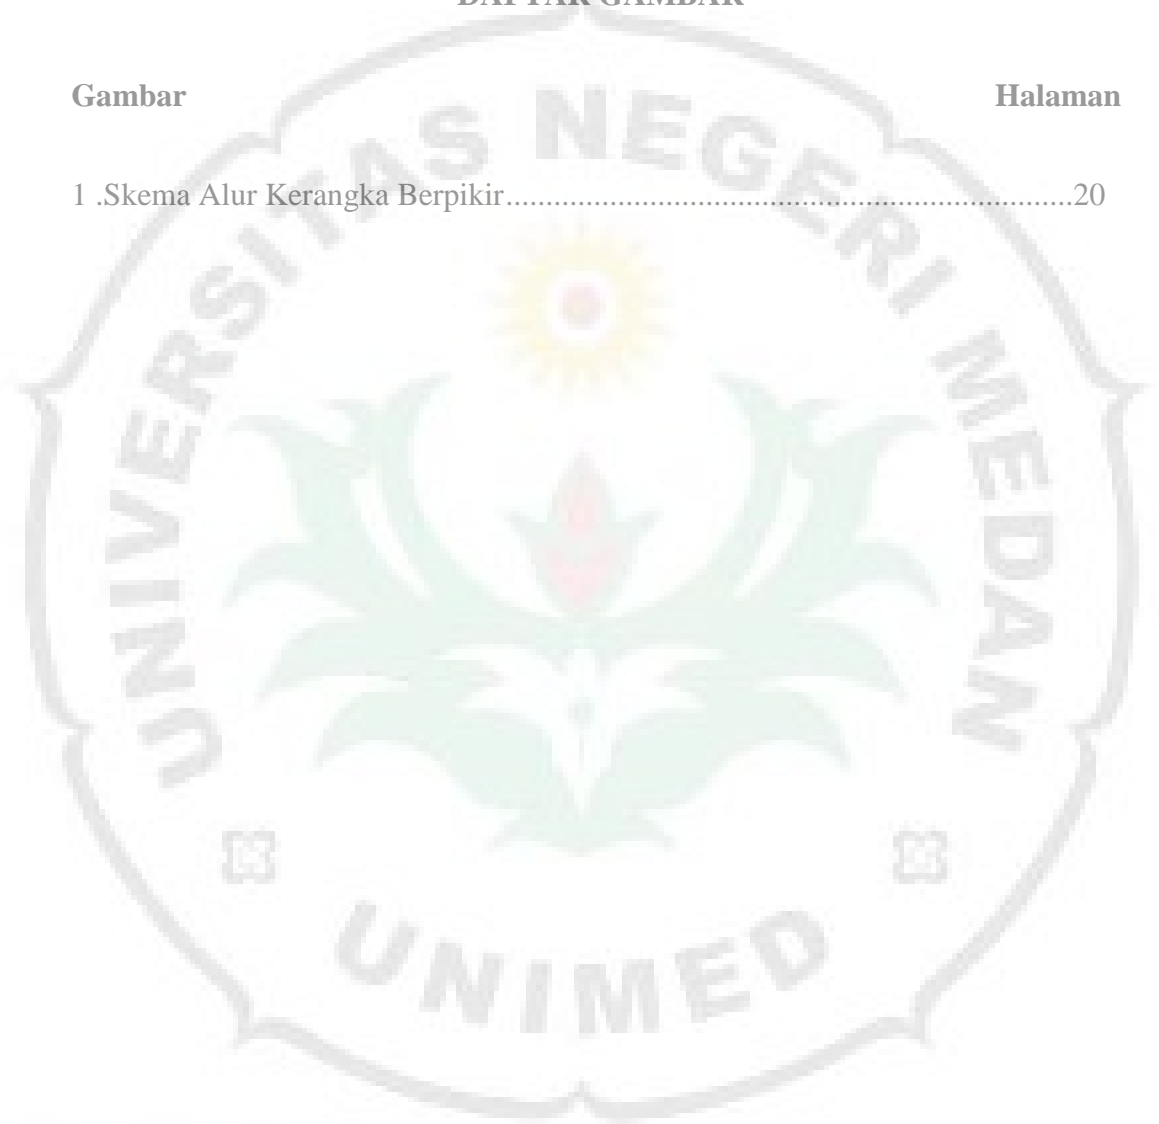 DAFTAR GAMBAR
Gambar Halaman
1 .Skema Alur Kerangka Berpikir.........................................................................................20
UNIVERSITAS NEGERI MEDAN
UNIMED